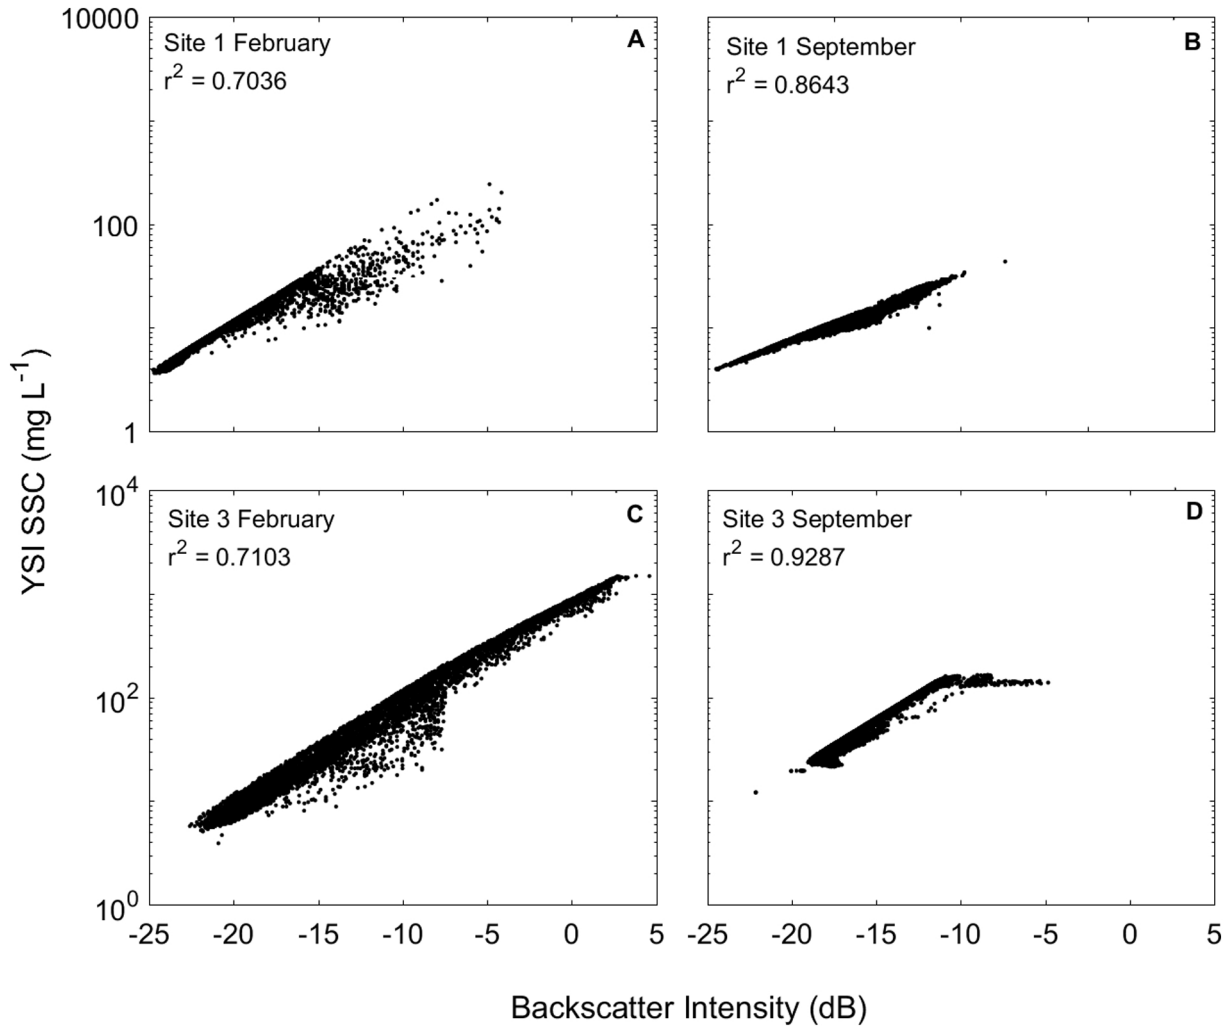 10000
Site 1 February
A
r² = 0.7036
100
1
Site 1 September
B
r² = 0.8643
YSI SSC (mg L⁻¹)
10⁴
Site 3 February
C
r² = 0.7103
10²
10⁰
-25 -20 -15 -10 -5 0 5
Site 3 September
D
r² = 0.9287
-25 -20 -15 -10 -5 0 5
Backscatter Intensity (dB)